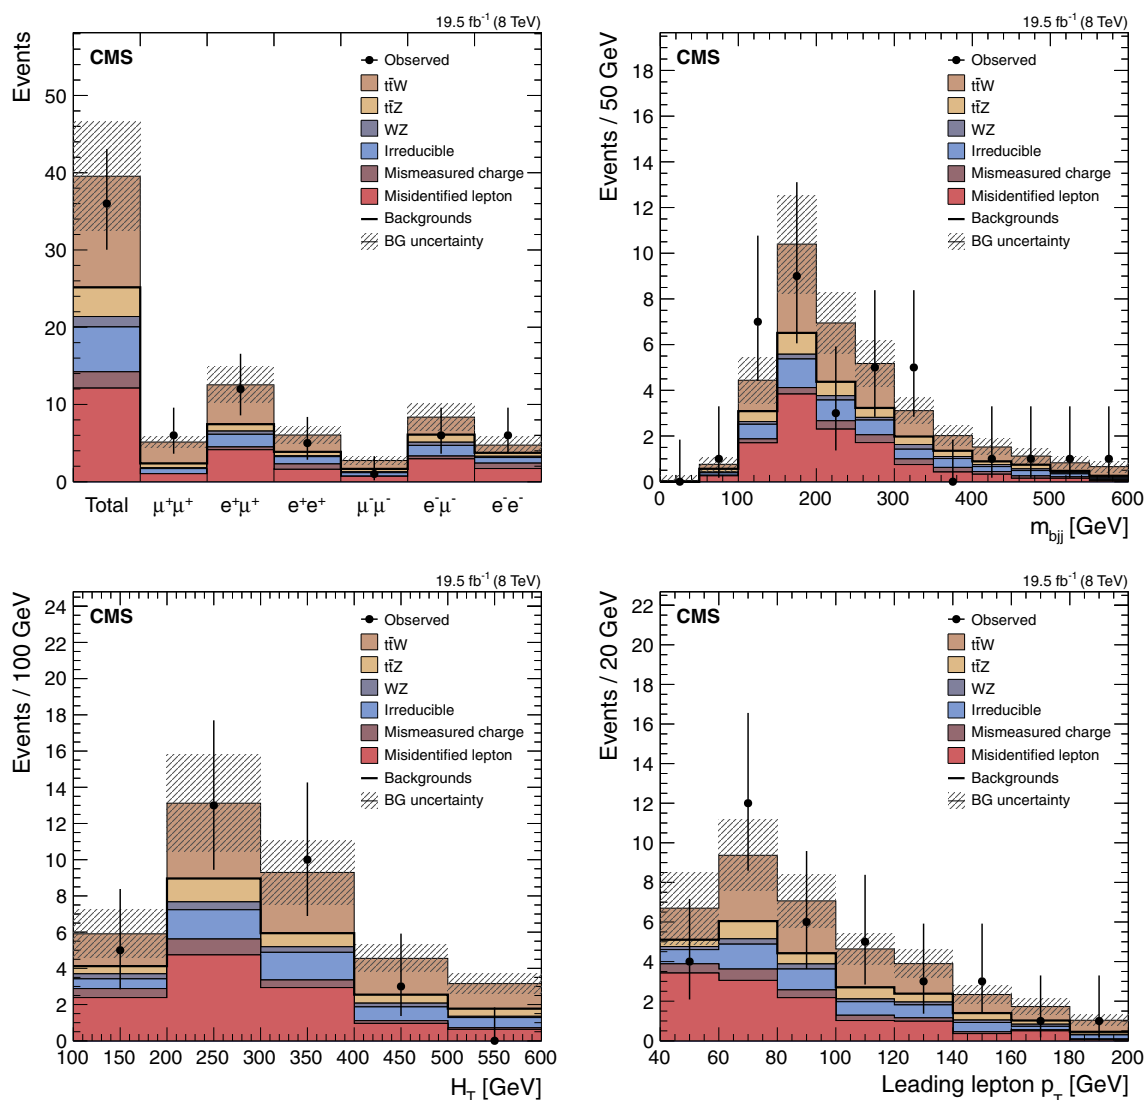 19.5 fb⁻¹ (8 TeV)
CMS
Events
Observed
tt̄W
tt̄Z
WZ
Irreducible
Mismeasured charge
Misidentified lepton
Backgrounds
BG uncertainty
50
40
30
20
10
0
Total μ⁺μ⁺ e⁺μ⁺ e⁺e⁺ μ⁻μ⁻ e⁻μ⁻ e⁻e⁻
19.5 fb⁻¹ (8 TeV)
CMS
Events / 50 GeV
Observed
tt̄W
tt̄Z
WZ
Irreducible
Mismeasured charge
Misidentified lepton
Backgrounds
BG uncertainty
18
16
14
12
10
8
6
4
2
0
0 100 200 300 400 500 600
m_bjj [GeV]
19.5 fb⁻¹ (8 TeV)
CMS
Events / 100 GeV
Observed
tt̄W
tt̄Z
WZ
Irreducible
Mismeasured charge
Misidentified lepton
Backgrounds
BG uncertainty
24
22
20
18
16
14
12
10
8
6
4
2
0
100 150 200 250 300 350 400 450 500 550 600
H_T [GeV]
19.5 fb⁻¹ (8 TeV)
CMS
Events / 20 GeV
Observed
tt̄W
tt̄Z
WZ
Irreducible
Mismeasured charge
Misidentified lepton
Backgrounds
BG uncertainty
22
20
18
16
14
12
10
8
6
4
2
0
40 60 80 100 120 140 160 180 200
Leading lepton p_T [GeV]